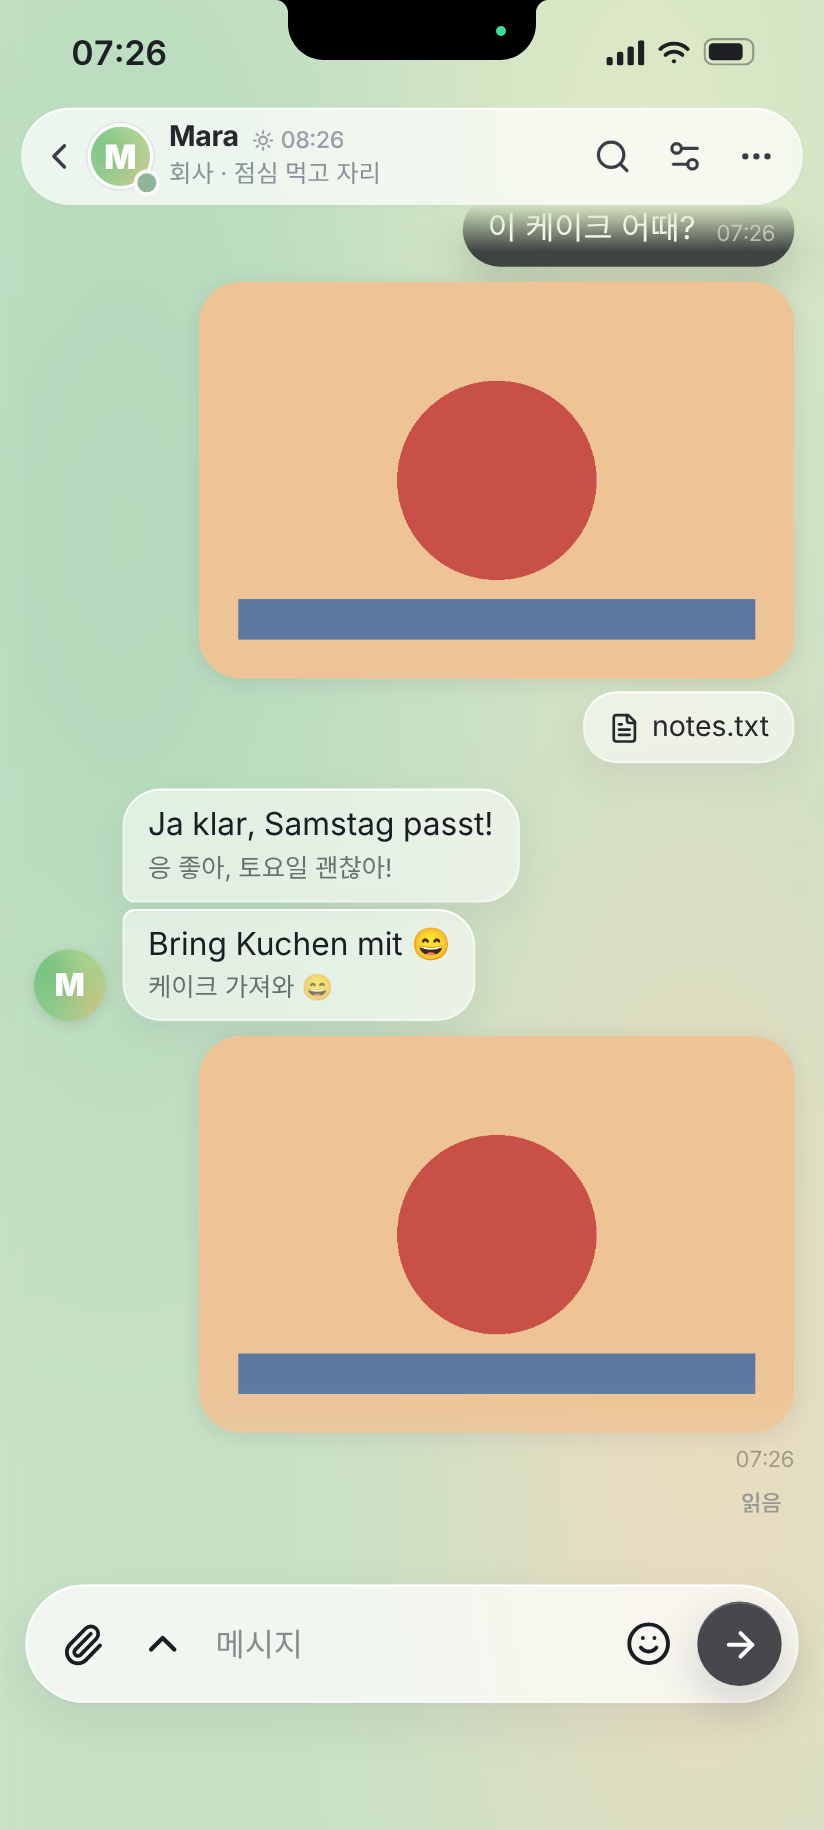 07:26
M
Mara 08:26
회사 · 점심 먹고 자리
이 케이크 어때? 07:26
notes.txt
Ja klar, Samstag passt!
응 좋아, 토요일 괜찮아!
Bring Kuchen mit 😄
케이크 가져와 😄
M
07:26
읽음
메시지